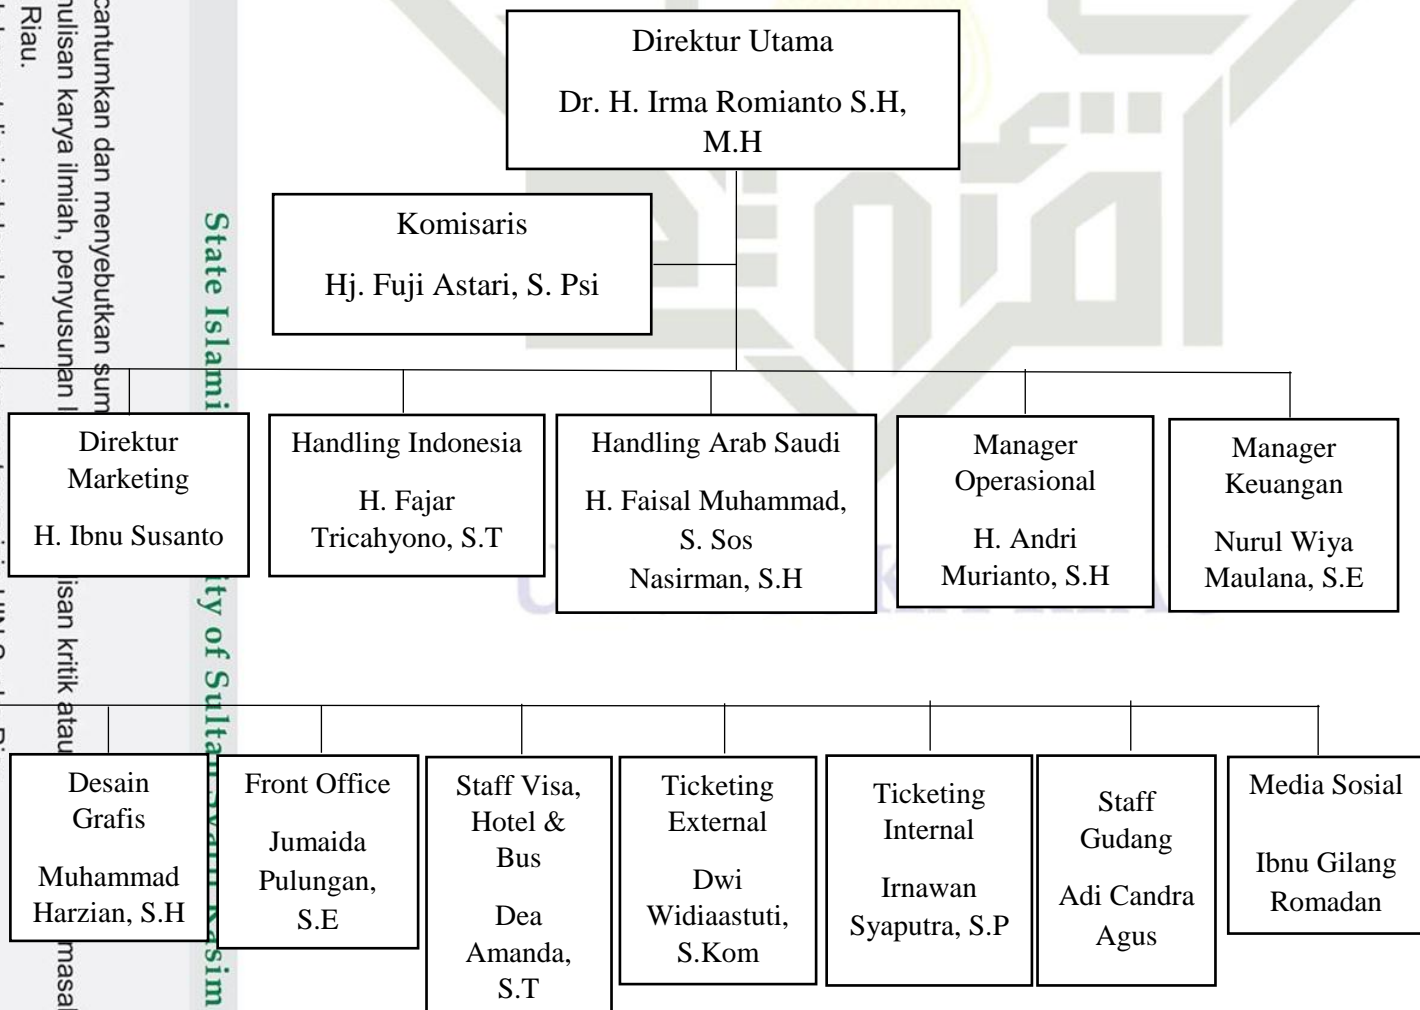 Direktur Utama
Dr. H. Irma Romianto S.H,
M.H
Komisaris
Hj. Fuji Astari, S. Psi
Direktur
Marketing
H. Ibnu Susanto
Handling Indonesia
H. Fajar
Tricahyono, S.T
Handling Arab Saudi
H. Faisal Muhammad,
S. Sos
Nasirman, S.H
Manager
Operasional
H. Andri
Murianto, S.H
Manager
Keuangan
Nurul Wiya
Maulana, S.E
Desain
Grafis
Muhammad
Harzian, S.H
Front Office
Jumaida
Pulungan,
S.E
Staff Visa,
Hotel &
Bus
Dea
Amanda,
S.T
Ticketing
External
Dwi
Widiaastuti,
S.Kom
Ticketing
Internal
Irnawan
Syaputra, S.P
Staff
Gudang
Adi Candra
Agus
Media Sosial
Ibnu Gilang
Romadan
State Islami ity of Sultan Syarif Kasim
cantumkan dan menyebutkan sum
nulisan karya ilmiah, penyusunan l isan kritik atau masal
Riau.